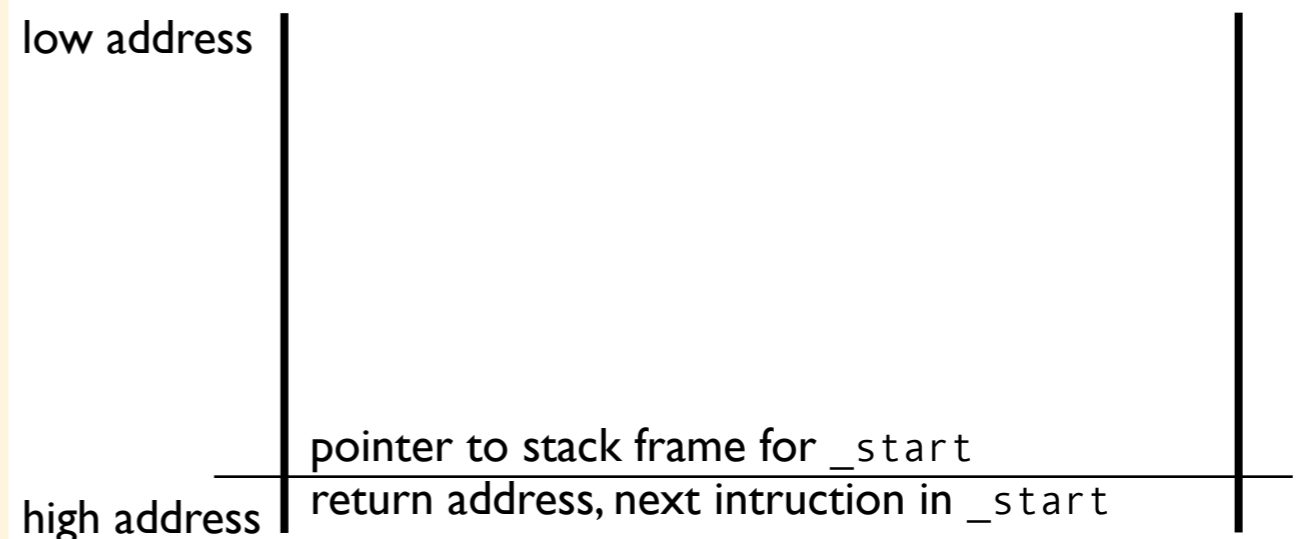 low address
pointer to stack frame for _start
return address, next intruction in _start
high address